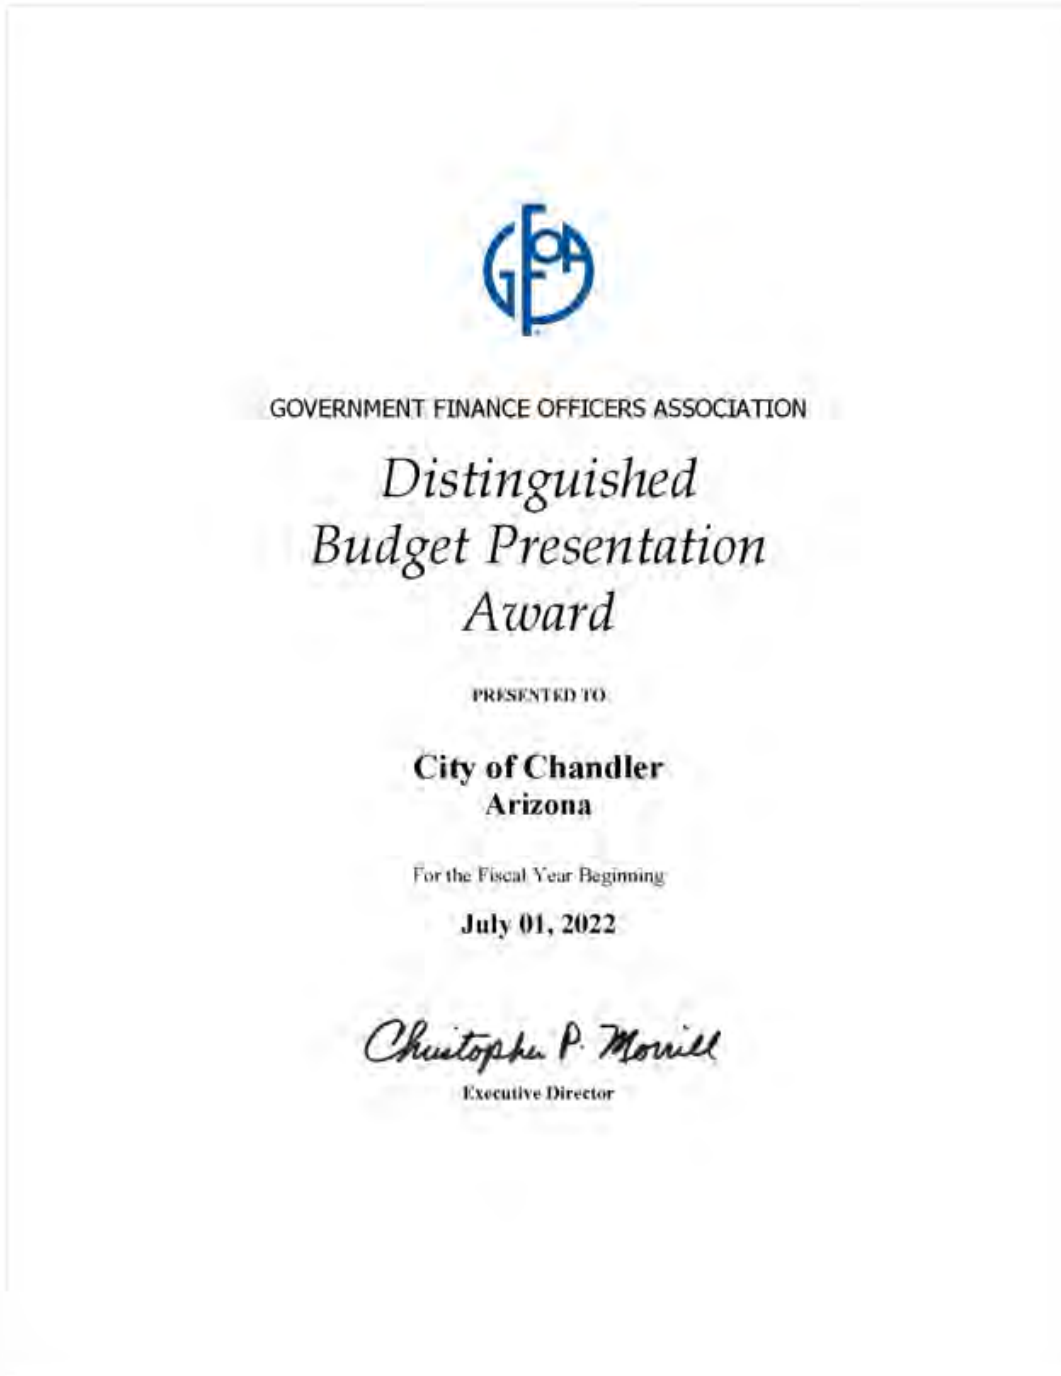 GFOA
GOVERNMENT FINANCE OFFICERS ASSOCIATION
Distinguished
Budget Presentation
Award
PRESENTED TO
City of Chandler
Arizona
For the Fiscal Year Beginning
July 01, 2022
Christopher P. Morrill
Executive Director